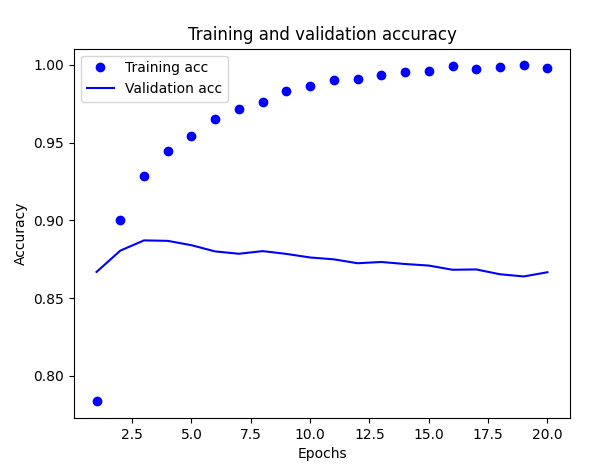 Training and validation accuracy
Training acc
Validation acc
1.00
0.95
0.90
0.85
0.80
Accuracy
2.5 5.0 7.5 10.0 12.5 15.0 17.5 20.0
Epochs